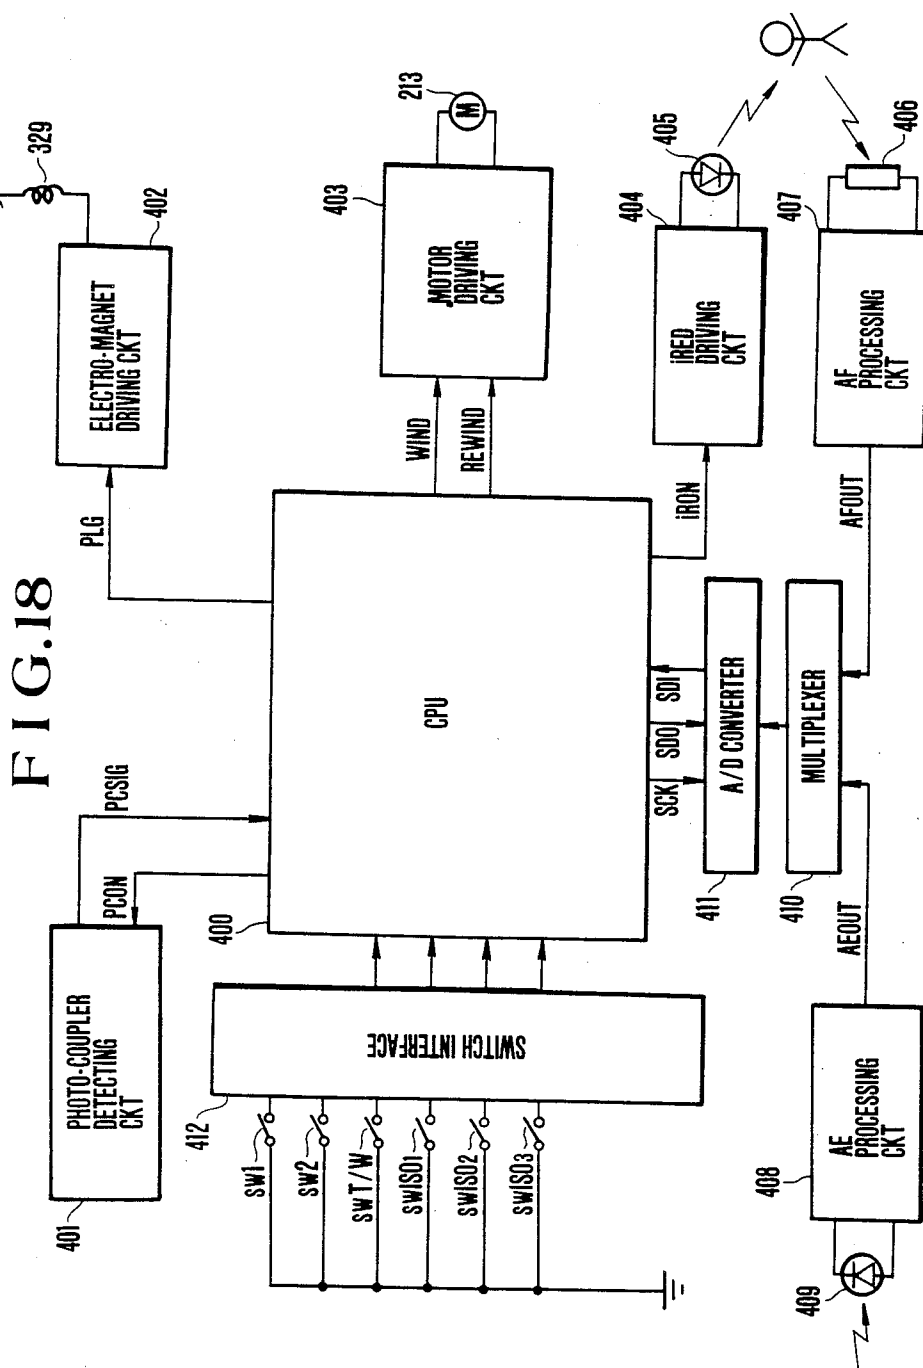 FIG.18
PHOTO-COUPLER
DETECTING
CKT
401
PCON
PCSIG
PLG
ELECTRO-MAGNET
DRIVING CKT
402
329
412
SWITCH INTERFACE
SW1
SW2
SWT/W
SWISO1
SWISO2
SWISO3
400
CPU
WIND
REWIND
MOTOR
DRIVING
CKT
403
M
213
SCK
SDO
SDI
iRON
iRED
DRIVING
CKT
404
405
A/D CONVERTER
411
MULTIPLEXER
410
AEOUT
AFOUT
AE
PROCESSING
CKT
408
409
AF
PROCESSING
CKT
407
406